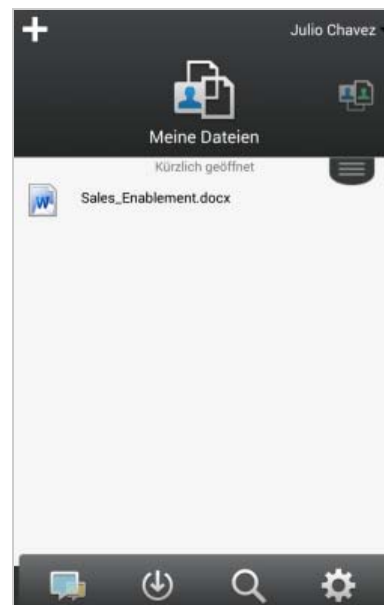 Julio Chavez
Meine Dateien
Kürzlich geöffnet
Sales_Enablement.docx